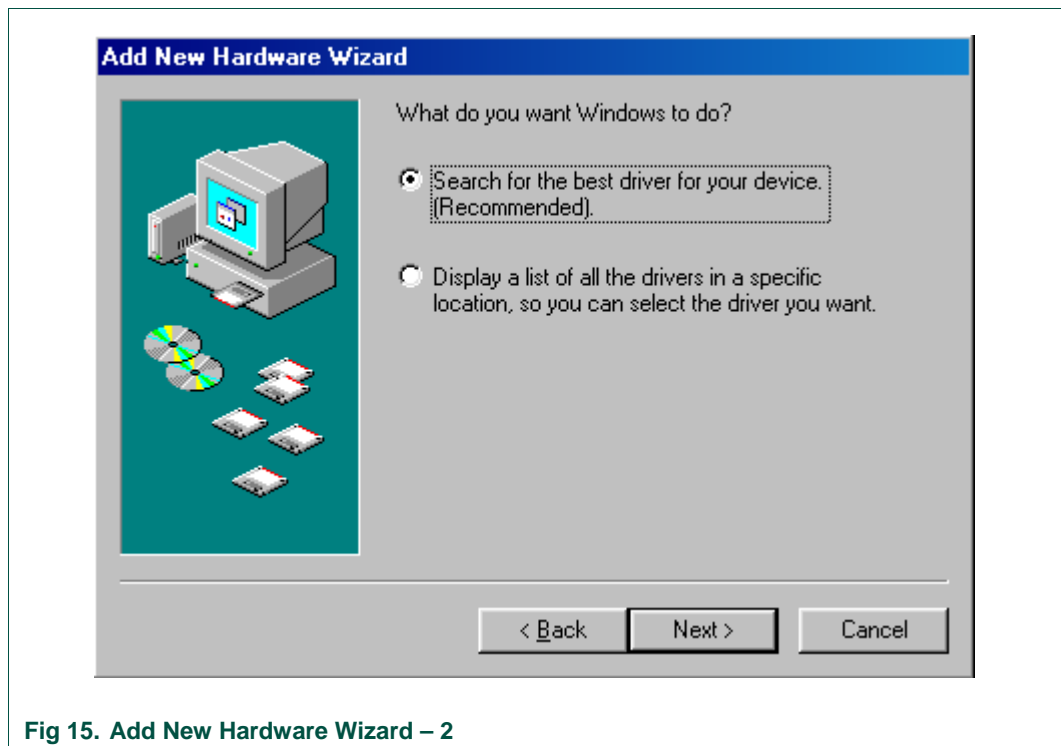 Add New Hardware Wizard
What do you want Windows to do?
Search for the best driver for your device.
(Recommended).
Display a list of all the drivers in a specific
location, so you can select the driver you want.
< Back
Next >
Cancel
Fig 15. Add New Hardware Wizard – 2